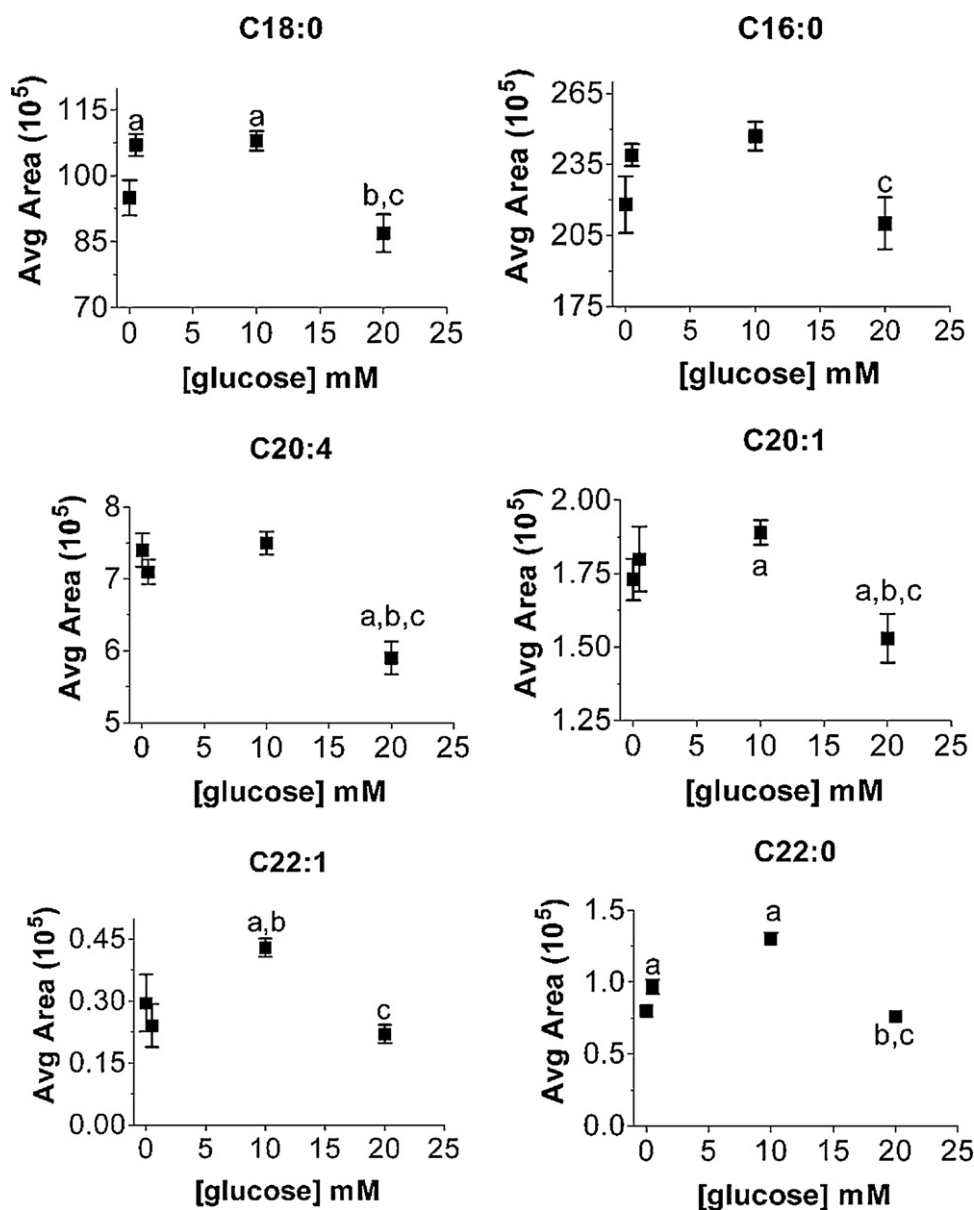 C18:0
Avg Area (10⁵)
115
100
85
70
a
a
b,c
0 5 10 15 20 25
[glucose] mM
C16:0
Avg Area (10⁵)
265
235
205
175
c
0 5 10 15 20 25
[glucose] mM
C20:4
Avg Area (10⁵)
8
7
6
5
a,b,c
0 5 10 15 20 25
[glucose] mM
C20:1
Avg Area (10⁵)
2.00
1.75
1.50
1.25
a
a,b,c
0 5 10 15 20 25
[glucose] mM
C22:1
Avg Area (10⁵)
0.45
0.30
0.15
0.00
a,b
c
0 5 10 15 20 25
[glucose] mM
C22:0
Avg Area (10⁵)
1.5
1.0
0.5
0.0
a
a
b,c
0 5 10 15 20 25
[glucose] mM